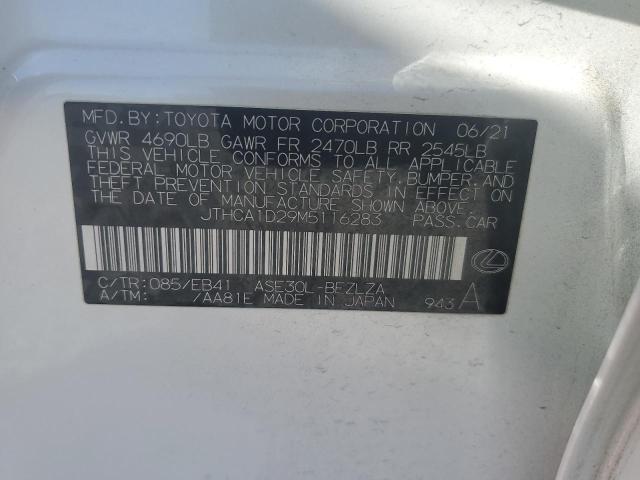 MFD.BY:TOYOTA MOTOR CORPORATION 06/21
GVWR 4690LB GAWR FR 2470LB RR 2545LB
THIS VEHICLE CONFORMS TO ALL APPLICABLE
FEDERAL MOTOR VEHICLE SAFETY, BUMPER, AND
THEFT PREVENTION STANDARDS IN EFFECT ON
THE DATE OF MANUFACTURE SHOWN ABOVE.
JTHCA1D29M5116283 PASS.CAR
C/TR:085/EB41 ASE30L-BEZLZA
A/TM: /AA81E MADE IN JAPAN 943 A